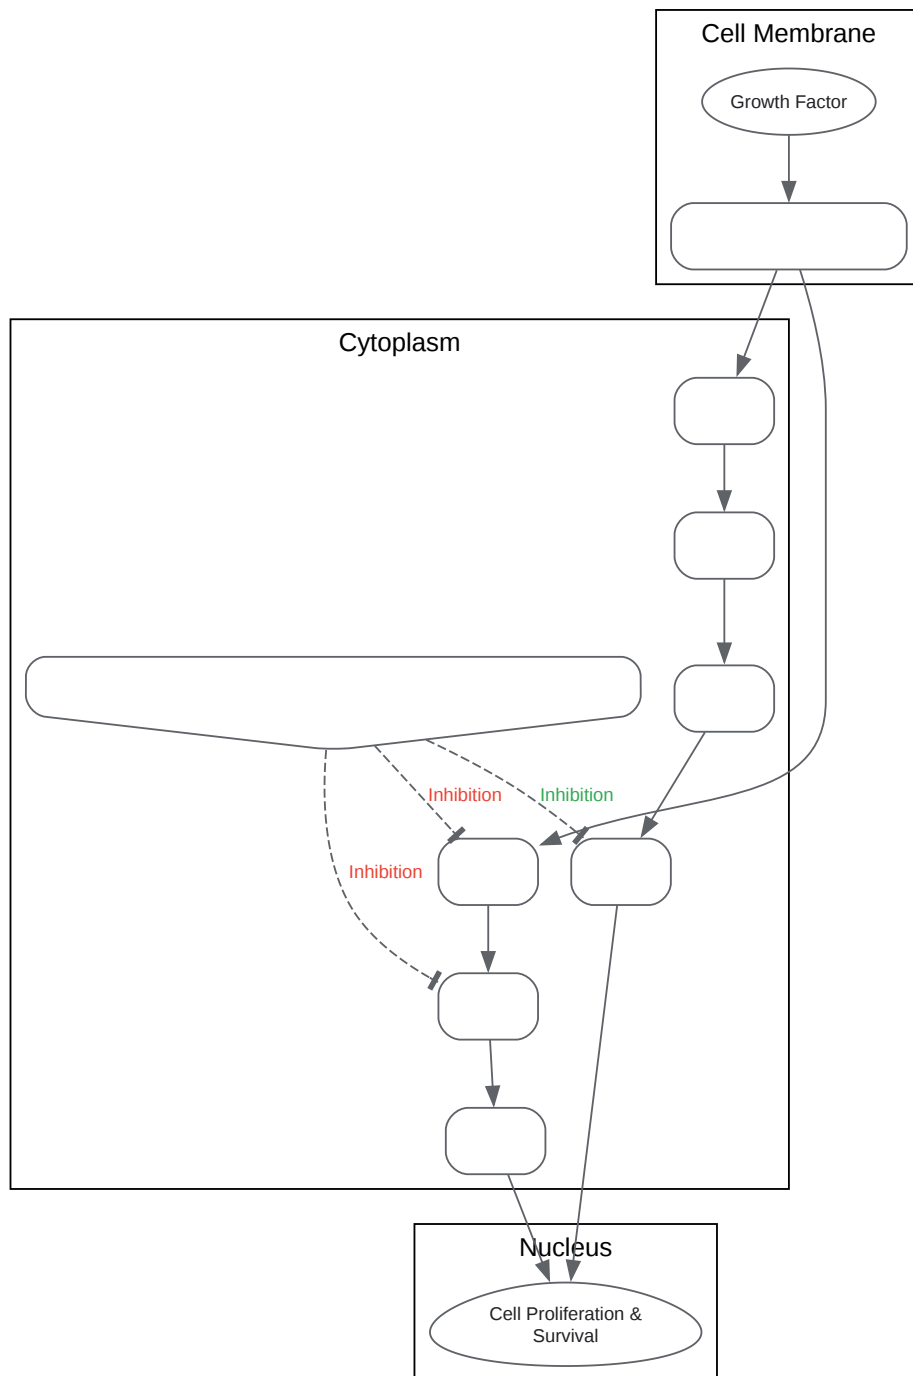 Cell Membrane
Growth Factor
Cytoplasm
Inhibition
Inhibition
Inhibition
Nucleus
Cell Proliferation &
Survival